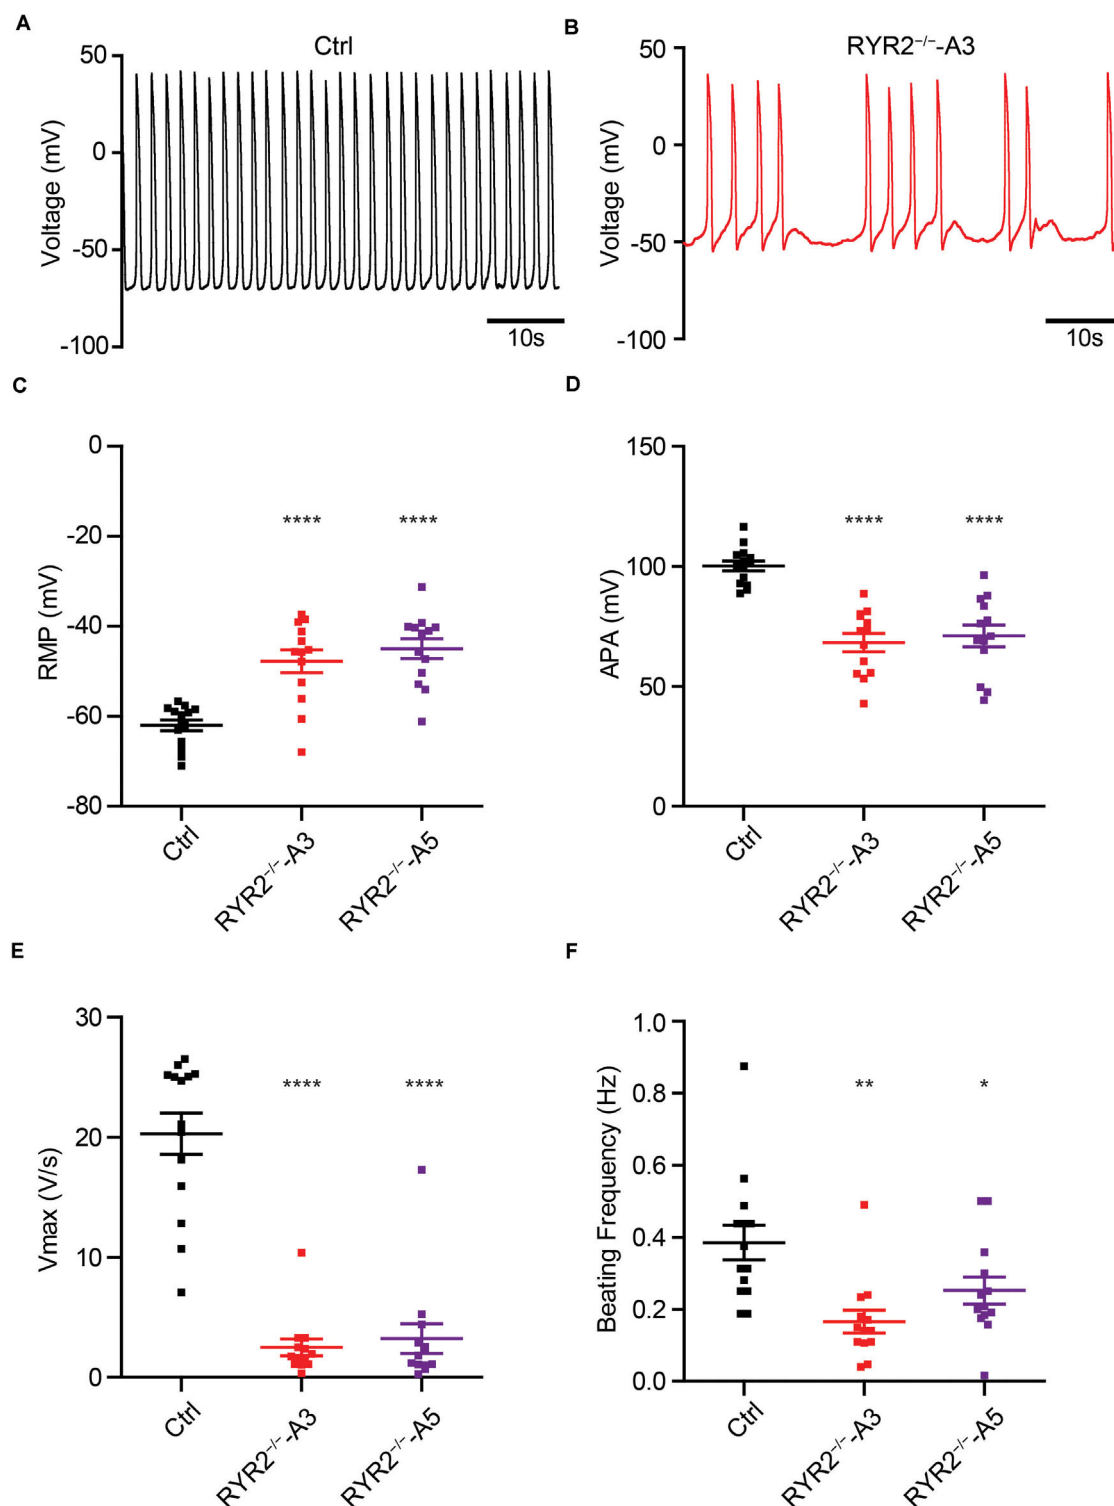 A
Ctrl
50
0
-50
-100
Voltage (mV)
10s
B
RYR2⁻/⁻-A3
50
0
-50
-100
Voltage (mV)
10s
C
0
-20
-40
-60
-80
RMP (mV)
**** ****
Ctrl
RYR2⁻/⁻-A3
RYR2⁻/⁻-A5
D
150
100
50
0
APA (mV)
**** ****
Ctrl
RYR2⁻/⁻-A3
RYR2⁻/⁻-A5
E
30
20
10
0
Vmax (V/s)
**** ****
Ctrl
RYR2⁻/⁻-A3
RYR2⁻/⁻-A5
F
1.0
0.8
0.6
0.4
0.2
0.0
Beating Frequency (Hz)
** *
Ctrl
RYR2⁻/⁻-A3
RYR2⁻/⁻-A5